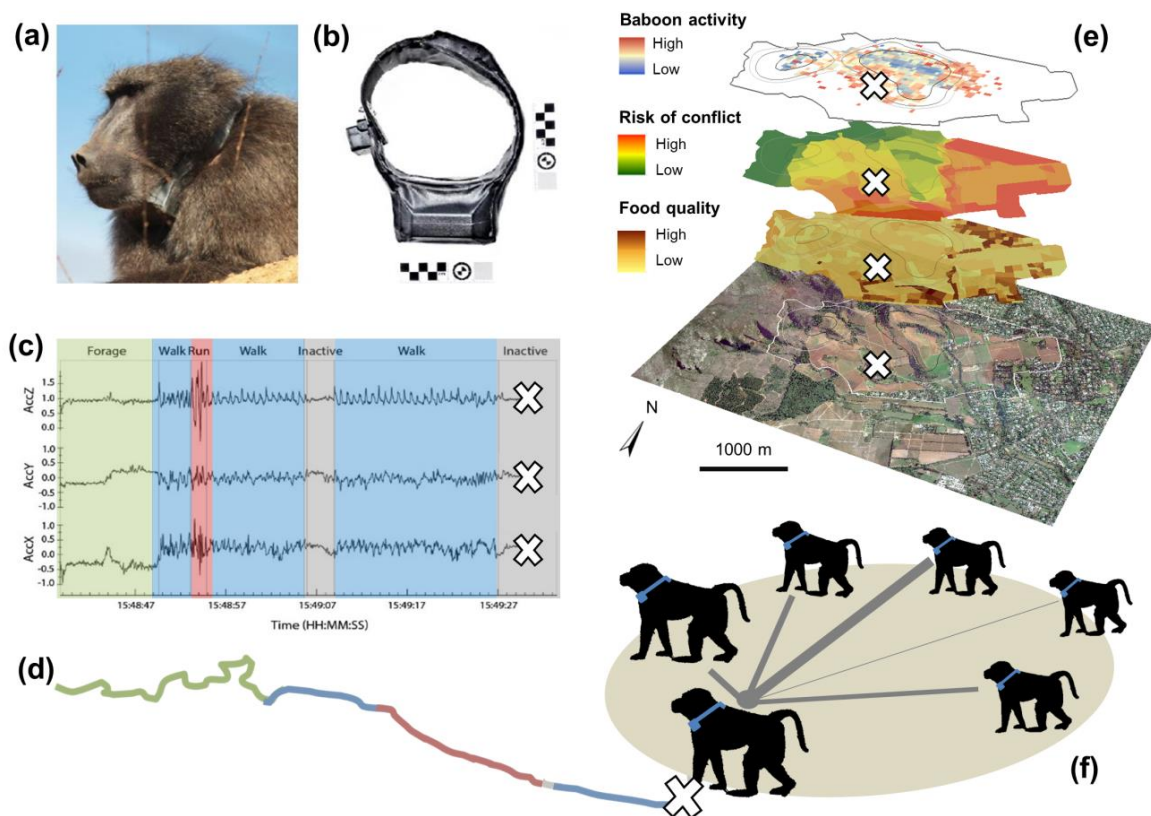 (a)
(b)
(e)
Baboon activity
High
Low
Risk of conflict
High
Low
Food quality
High
Low
N
1000 m
(c)
Forage
Walk
Run
Walk
Inactive
Walk
Inactive
AccZ
1.5
1.0
0.5
0.0
AccY
1.0
0.5
0.0
-0.5
AccX
1.0
0.5
0.0
-0.5
-1.0
15:48:47
15:48:57
15:49:07
15:49:17
15:49:27
Time (HH:MM:SS)
(d)
(f)